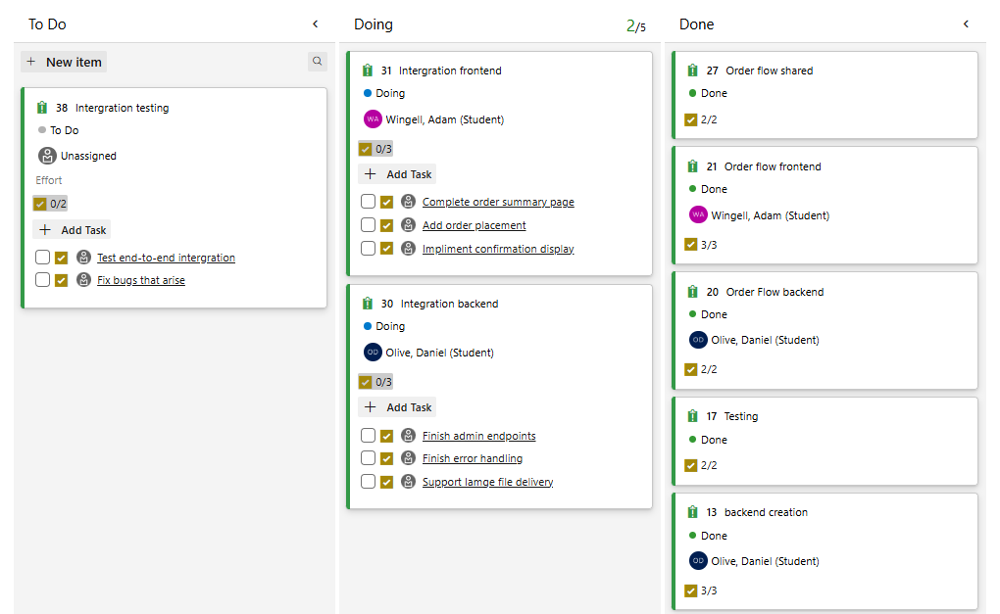 To Do
New item
38 Intergration testing
To Do
Unassigned
Effort
0/2
Add Task
Test end-to-end intergration
Fix bugs that arise
Doing 2/5
31 Intergration frontend
Doing
WA Wingell, Adam (Student)
0/3
Add Task
Complete order summary page
Add order placement
Impliment confirmation display
30 Integration backend
Doing
OD Olive, Daniel (Student)
0/3
Add Task
Finish admin endpoints
Finish error handling
Support lamge file delivery
Done
27 Order flow shared
Done
2/2
21 Order flow frontend
Done
WA Wingell, Adam (Student)
3/3
20 Order Flow backend
Done
OD Olive, Daniel (Student)
2/2
17 Testing
Done
2/2
13 backend creation
Done
OD Olive, Daniel (Student)
3/3